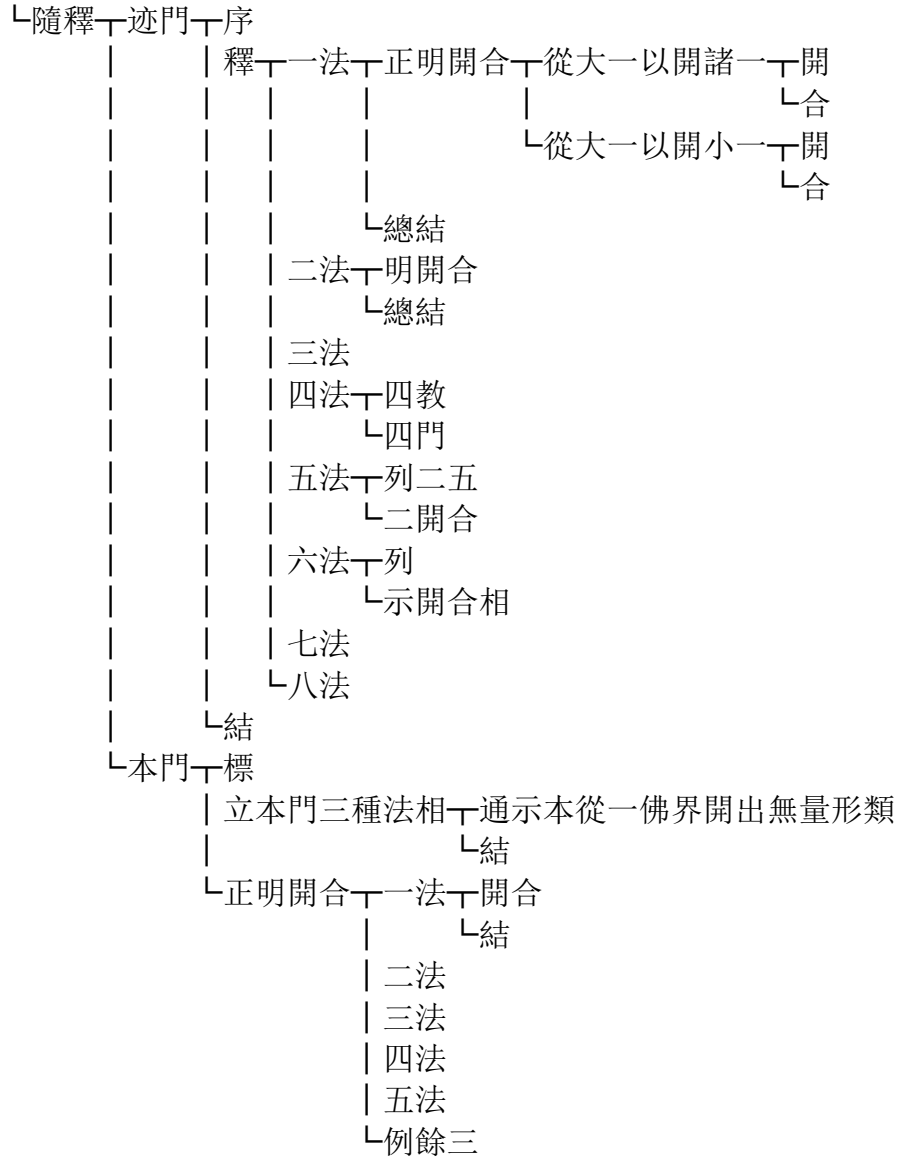 └隨釋┬迹門┬序
│ │釋┬一法┬正明開合┬從大一以開諸一┬開
│ │ │ │ │ └合
│ │ │ │ └從大一以開小一┬開
│ │ │ │ └合
│ │ │ └總結
│ │ │二法┬明開合
│ │ │ └總結
│ │ │三法
│ │ │四法┬四教
│ │ │ └四門
│ │ │五法┬列二五
│ │ │ └二開合
│ │ │六法┬列
│ │ │ └示開合相
│ │ │七法
│ │ └八法
│ └結
└本門┬標
│立本門三種法相┬通示本從一佛界開出無量形類
│ └結
└正明開合┬一法┬開合
│ └結
│二法
│三法
│四法
│五法
└例餘三